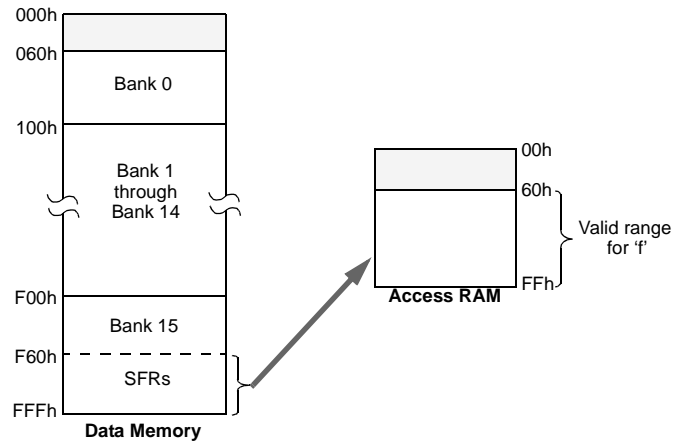 000h
060h
Bank 0
100h
Bank 1
through
Bank 14
F00h
Bank 15
F60h
SFRs
FFFh
Data Memory
00h
60h
Valid range
for ‘f’
FFh
Access RAM